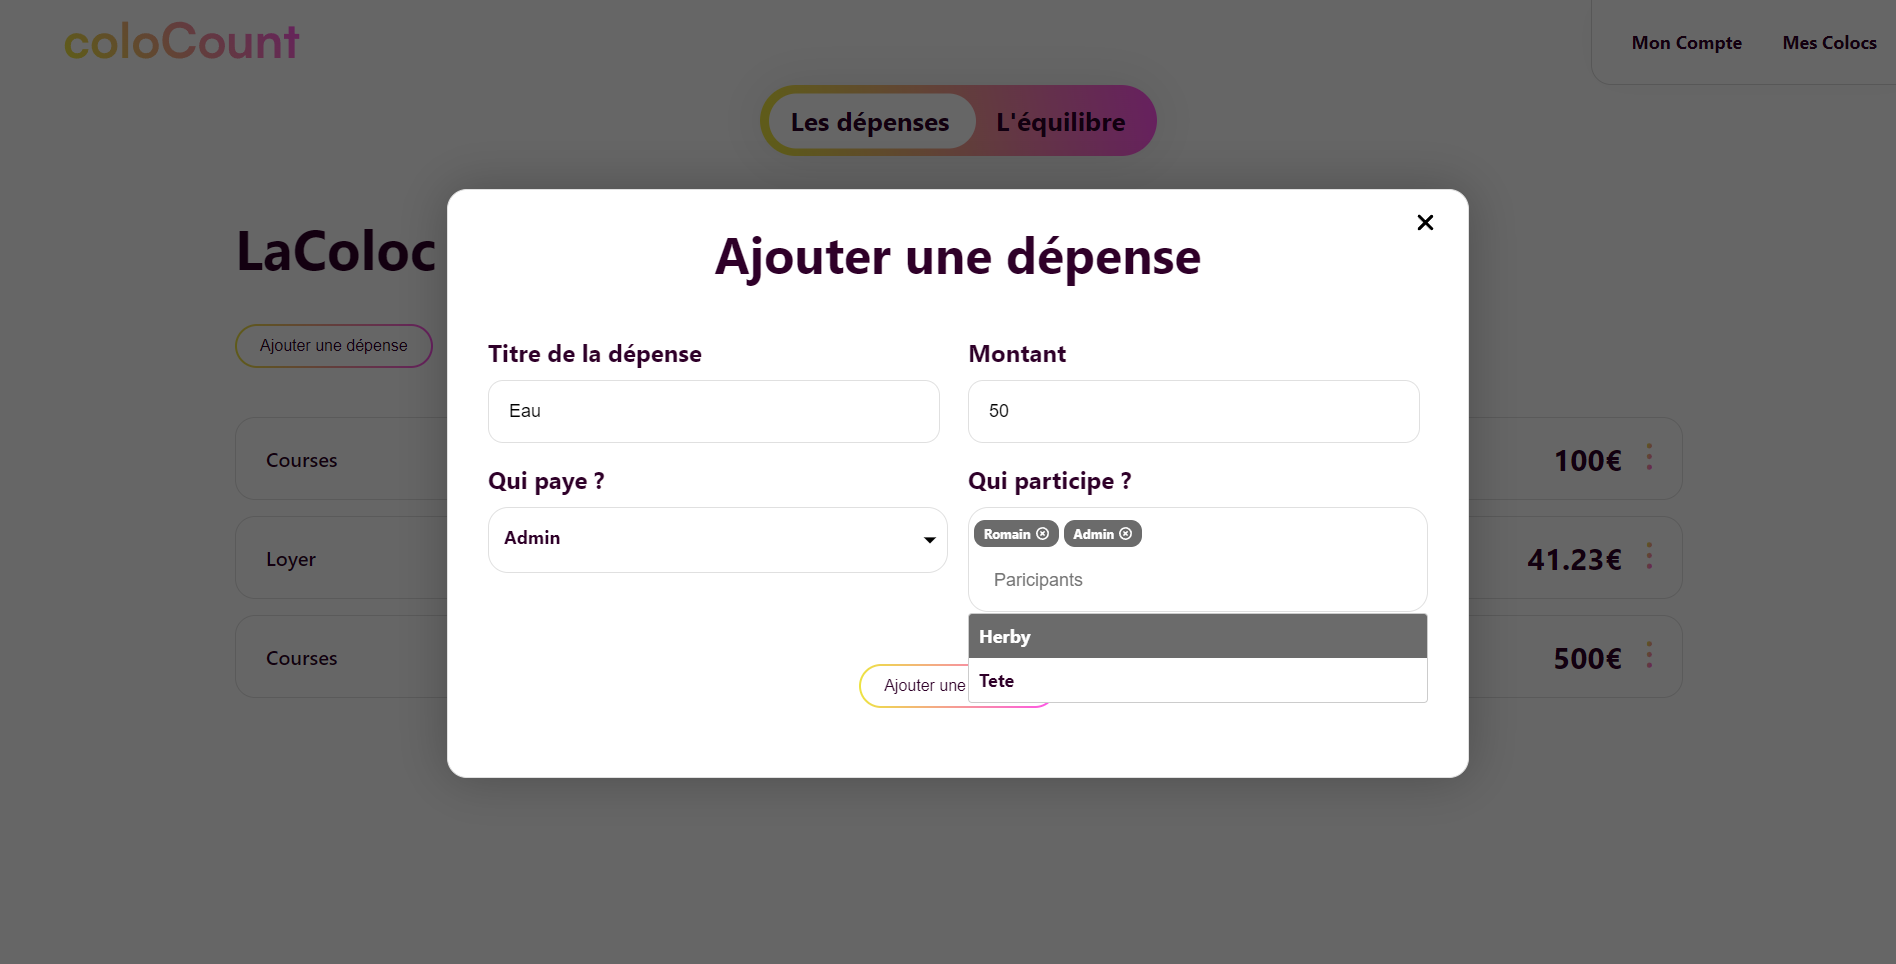 coloCount
Mon Compte
Mes Colocs
Les dépenses
L'équilibre
LaColoc
Ajouter une dépense
Ajouter une dépense
Titre de la dépense
Montant
Eau
50
Qui paye ?
Qui participe ?
Admin
Romain
Admin
Paricipants
Herby
Tete
Ajouter une
Courses
100€
Loyer
41.23€
Courses
500€